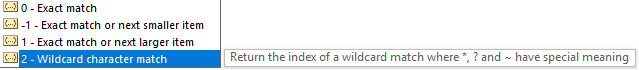 0 - Exact match
-1 - Exact match or next smaller item
1 - Exact match or next larger item
2 - Wildcard character match
Return the index of a wildcard match where *, ? and ~ have special meaning